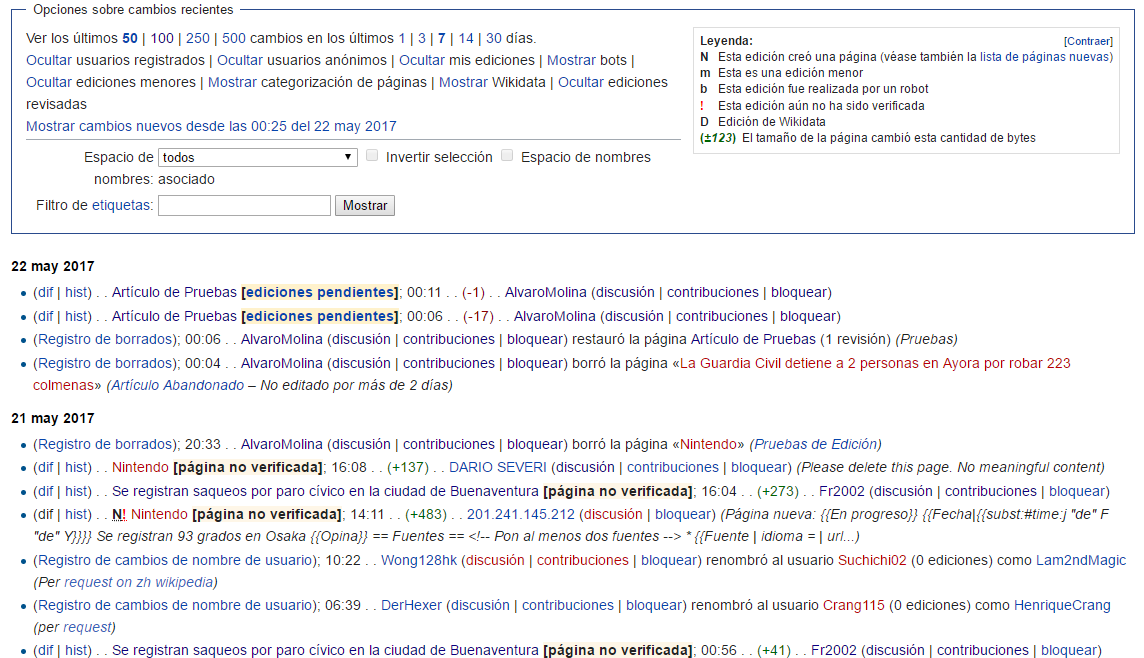 Opciones sobre cambios recientes
Ver los últimos 50 | 100 | 250 | 500 cambios en los últimos 1 | 3 | 7 | 14 | 30 días.
Ocultar usuarios registrados | Ocultar usuarios anónimos | Ocultar mis ediciones | Mostrar bots |
Ocultar ediciones menores | Mostrar categorización de páginas | Mostrar Wikidata | Ocultar ediciones
revisadas
Mostrar cambios nuevos desde las 00:25 del 22 may 2017
Espacio de todos Invertir selección Espacio de nombres
nombres: asociado
Filtro de etiquetas: Mostrar
Leyenda: [Contraer]
N Esta edición creó una página (véase también la lista de páginas nuevas)
m Esta es una edición menor
b Esta edición fue realizada por un robot
! Esta edición aún no ha sido verificada
D Edición de Wikidata
(±123) El tamaño de la página cambió esta cantidad de bytes
22 may 2017
(dif | hist) . . Artículo de Pruebas [ediciones pendientes]; 00:11 . . (-1) . . AlvaroMolina (discusión | contribuciones | bloquear)
(dif | hist) . . Artículo de Pruebas [ediciones pendientes]; 00:06 . . (-17) . . AlvaroMolina (discusión | contribuciones | bloquear)
(Registro de borrados); 00:06 . . AlvaroMolina (discusión | contribuciones | bloquear) restauró la página Artículo de Pruebas (1 revisión) (Pruebas)
(Registro de borrados); 00:04 . . AlvaroMolina (discusión | contribuciones | bloquear) borró la página «La Guardia Civil detiene a 2 personas en Ayora por robar 223
colmenas» (Artículo Abandonado – No editado por más de 2 días)
21 may 2017
(Registro de borrados); 20:33 . . AlvaroMolina (discusión | contribuciones | bloquear) borró la página «Nintendo» (Pruebas de Edición)
(dif | hist) . . Nintendo [página no verificada]; 16:08 . . (+137) . . DARIO SEVERI (discusión | contribuciones | bloquear) (Please delete this page. No meaningful content)
(dif | hist) . . Se registran saqueos por paro cívico en la ciudad de Buenaventura [página no verificada]; 16:04 . . (+273) . . Fr2002 (discusión | contribuciones | bloquear)
(dif | hist) . . N! Nintendo [página no verificada]; 14:11 . . (+483) . . 201.241.145.212 (discusión | bloquear) (Página nueva: {{En progreso}} {{Fecha|{{subst:#time:j "de" F
"de" Y}}}} Se registran 93 grados en Osaka {{Opina}} == Fuentes == <!-- Pon al menos dos fuentes --> * {{Fuente | idioma = | url...)
(Registro de cambios de nombre de usuario); 10:22 . . Wong128hk (discusión | contribuciones | bloquear) renombró al usuario Suchichi02 (0 ediciones) como Lam2ndMagic
(Per request on zh wikipedia)
(Registro de cambios de nombre de usuario); 06:39 . . DerHexer (discusión | contribuciones | bloquear) renombró al usuario Crang115 (0 ediciones) como HenriqueCrang
(per request)
(dif | hist) . . Se registran saqueos por paro cívico en la ciudad de Buenaventura [página no verificada]; 00:56 . . (+41) . . Fr2002 (discusión | contribuciones | bloquear)